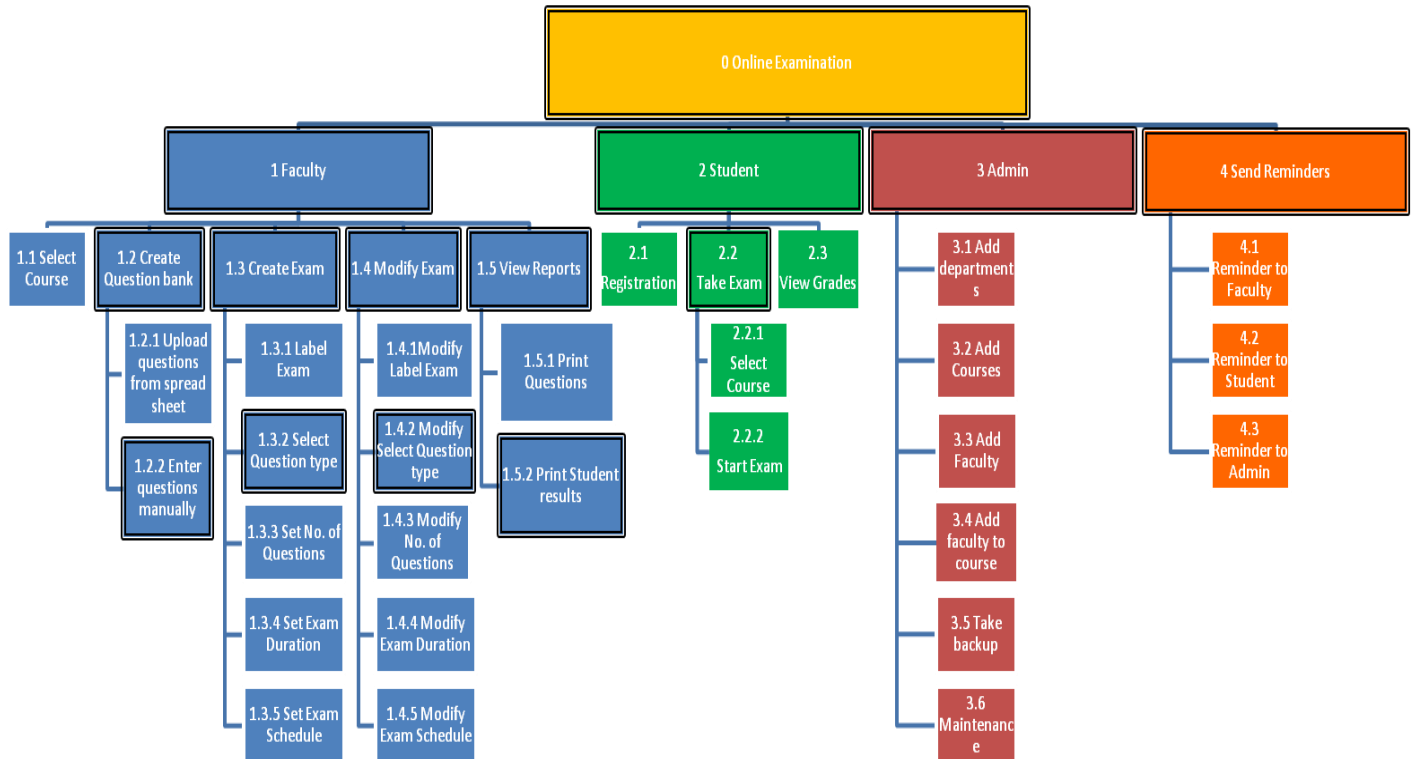 0 Online Examination
1 Faculty
2 Student
3 Admin
4 Send Reminders
1.1 Select
Course
1.2 Create
Question bank
1.3 Create Exam
1.4 Modify Exam
1.5 View Reports
2.1
Registration
2.2
Take Exam
2.3
View Grades
3.1 Add
department
s
4.1
Reminder to
Faculty
1.2.1 Upload
questions
from spread
sheet
1.3.1 Label
Exam
1.4.1Modify
Label Exam
1.5.1 Print
Questions
2.2.1
Select
Course
3.2 Add
Courses
4.2
Reminder to
Student
1.2.2 Enter
questions
manually
1.3.2 Select
Question type
1.4.2 Modify
Select Question
type
1.5.2 Print Student
results
2.2.2
Start Exam
3.3 Add
Faculty
4.3
Reminder to
Admin
1.3.3 Set No. of
Questions
1.4.3 Modify
No. of
Questions
3.4 Add
faculty to
course
1.3.4 Set Exam
Duration
1.4.4 Modify
Exam Duration
3.5 Take
backup
1.3.5 Set Exam
Schedule
1.4.5 Modify
Exam Schedule
3.6
Maintenanc
e